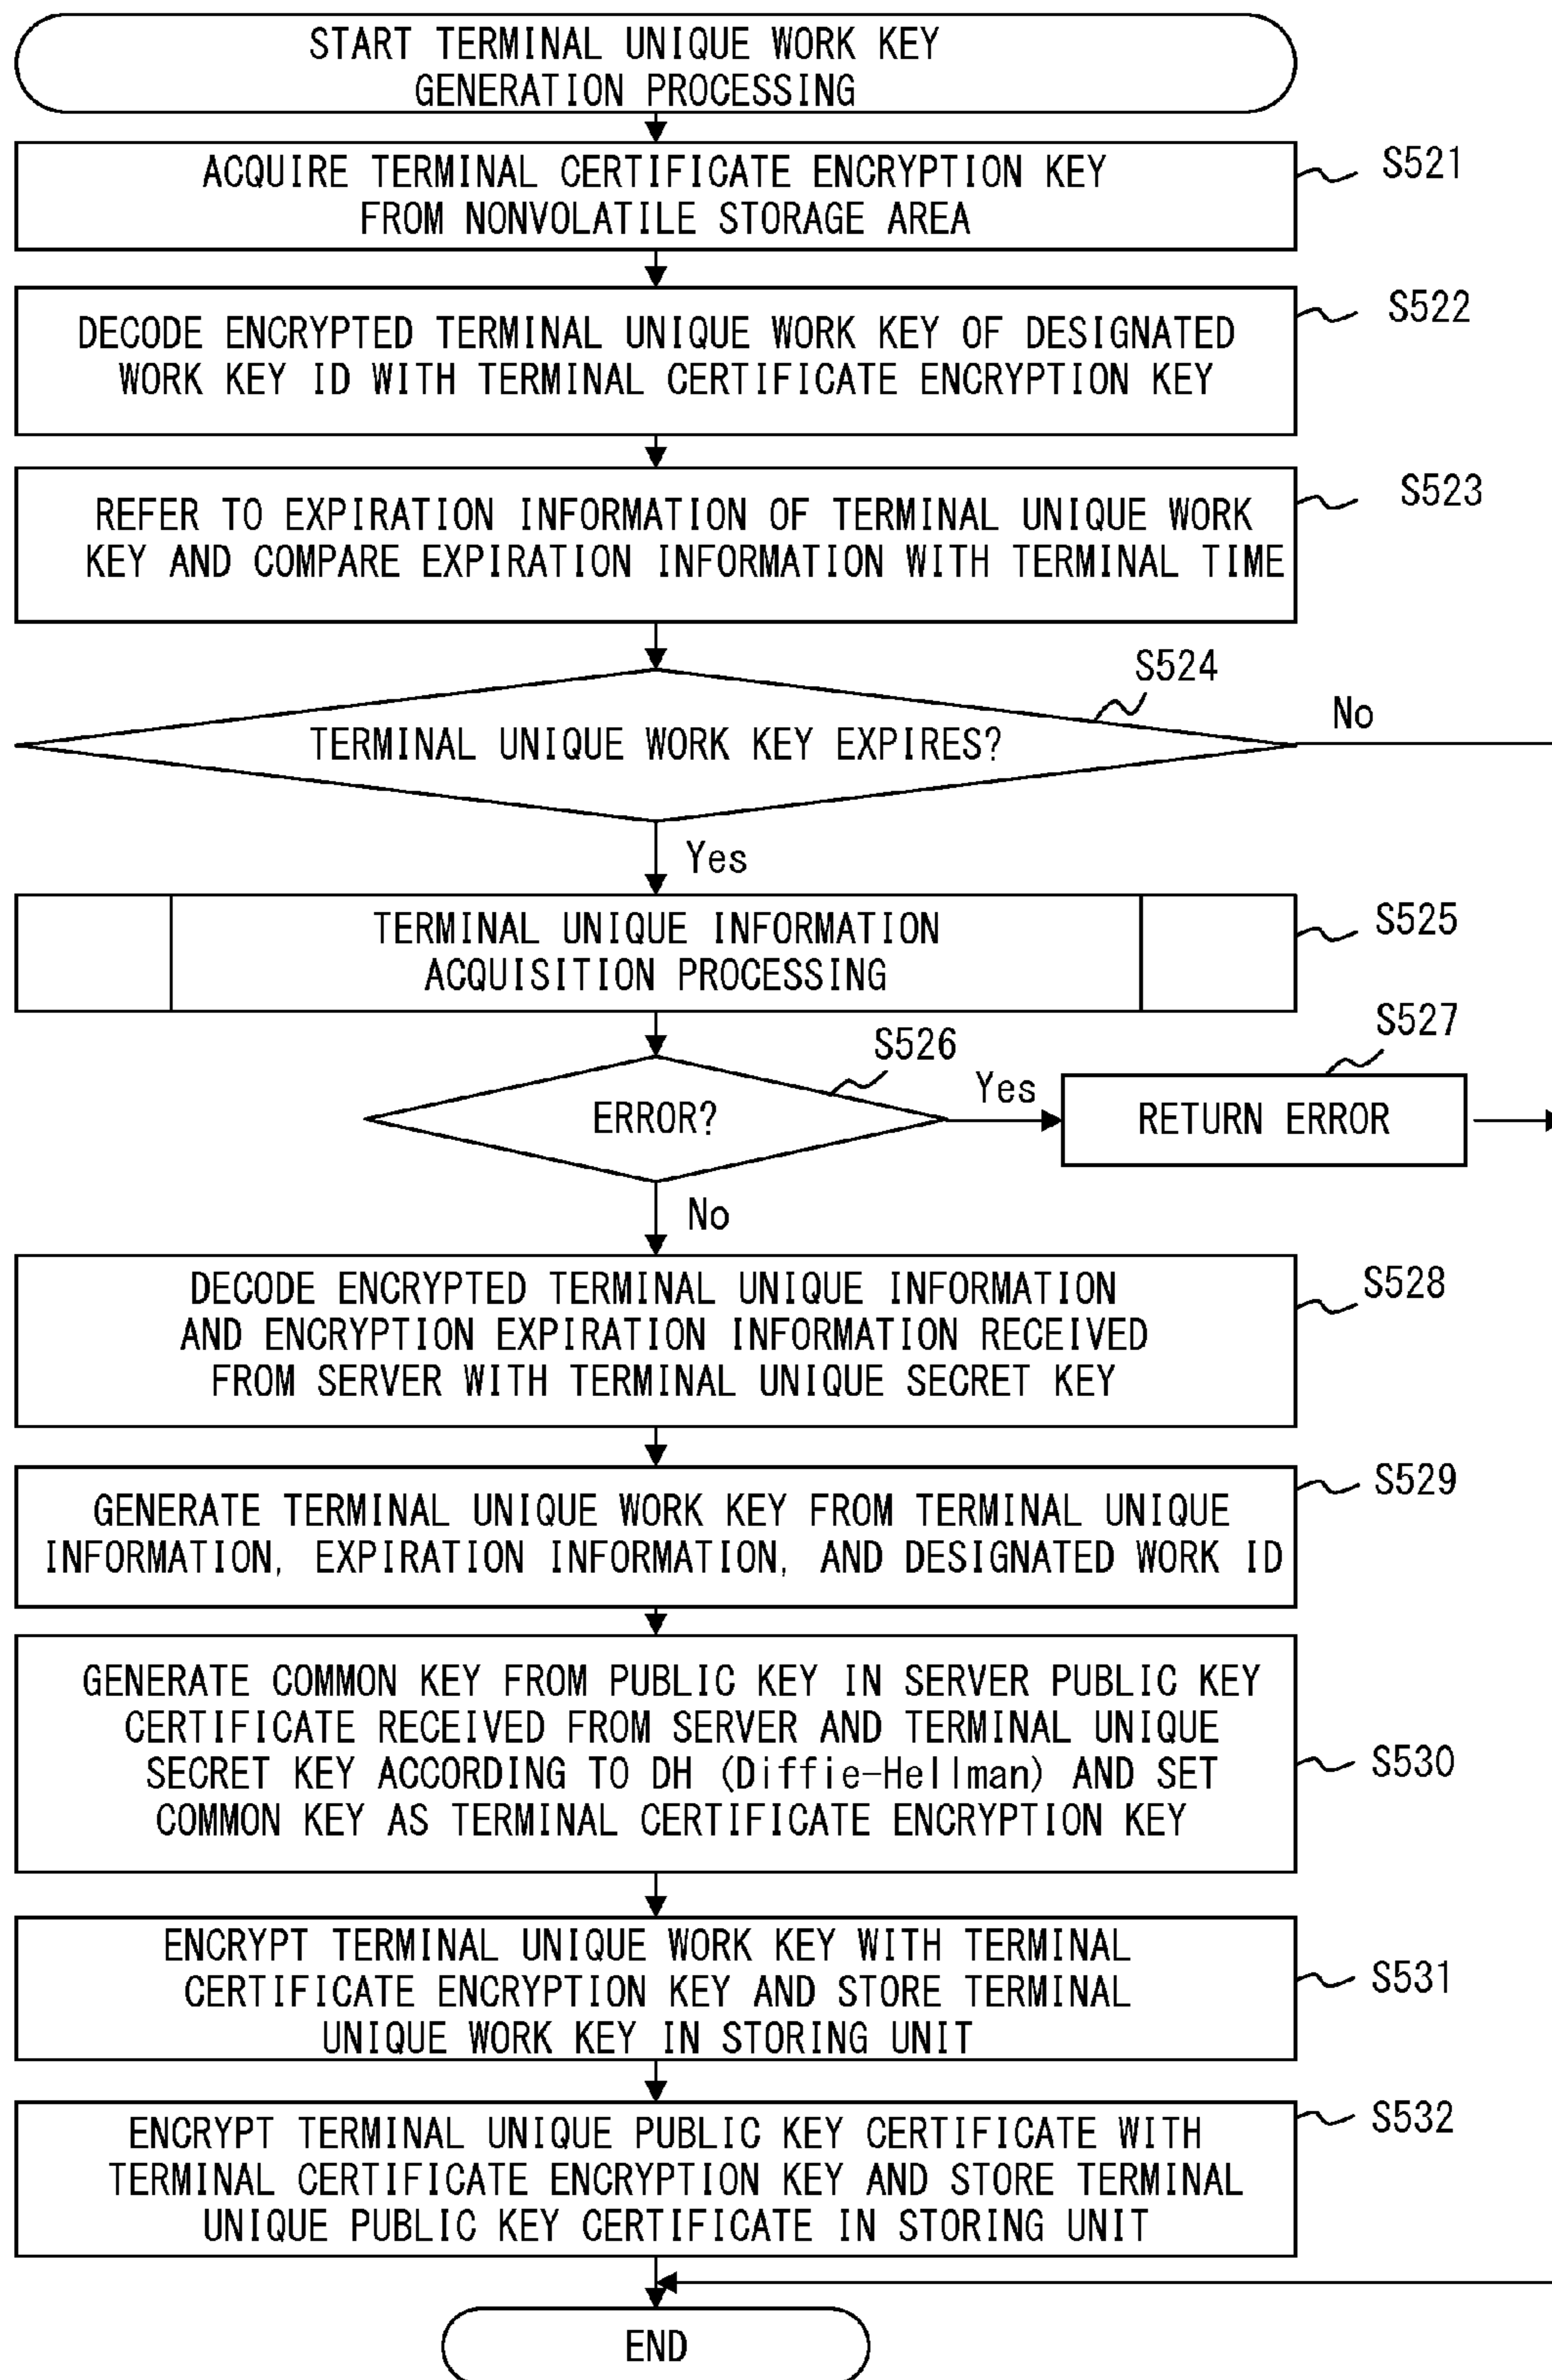 START TERMINAL UNIQUE WORK KEY
GENERATION PROCESSING
ACQUIRE TERMINAL CERTIFICATE ENCRYPTION KEY
FROM NONVOLATILE STORAGE AREA
S521
DECODE ENCRYPTED TERMINAL UNIQUE WORK KEY OF DESIGNATED
WORK KEY ID WITH TERMINAL CERTIFICATE ENCRYPTION KEY
S522
REFER TO EXPIRATION INFORMATION OF TERMINAL UNIQUE WORK
KEY AND COMPARE EXPIRATION INFORMATION WITH TERMINAL TIME
S523
S524
TERMINAL UNIQUE WORK KEY EXPIRES?
No
Yes
TERMINAL UNIQUE INFORMATION
ACQUISITION PROCESSING
S525
S526
ERROR?
Yes
S527
RETURN ERROR
No
DECODE ENCRYPTED TERMINAL UNIQUE INFORMATION
AND ENCRYPTION EXPIRATION INFORMATION RECEIVED
FROM SERVER WITH TERMINAL UNIQUE SECRET KEY
S528
GENERATE TERMINAL UNIQUE WORK KEY FROM TERMINAL UNIQUE
INFORMATION, EXPIRATION INFORMATION, AND DESIGNATED WORK ID
S529
GENERATE COMMON KEY FROM PUBLIC KEY IN SERVER PUBLIC KEY
CERTIFICATE RECEIVED FROM SERVER AND TERMINAL UNIQUE
SECRET KEY ACCORDING TO DH (Diffie-Hellman) AND SET
COMMON KEY AS TERMINAL CERTIFICATE ENCRYPTION KEY
S530
ENCRYPT TERMINAL UNIQUE WORK KEY WITH TERMINAL
CERTIFICATE ENCRYPTION KEY AND STORE TERMINAL
UNIQUE WORK KEY IN STORING UNIT
S531
ENCRYPT TERMINAL UNIQUE PUBLIC KEY CERTIFICATE WITH
TERMINAL CERTIFICATE ENCRYPTION KEY AND STORE TERMINAL
UNIQUE PUBLIC KEY CERTIFICATE IN STORING UNIT
S532
END